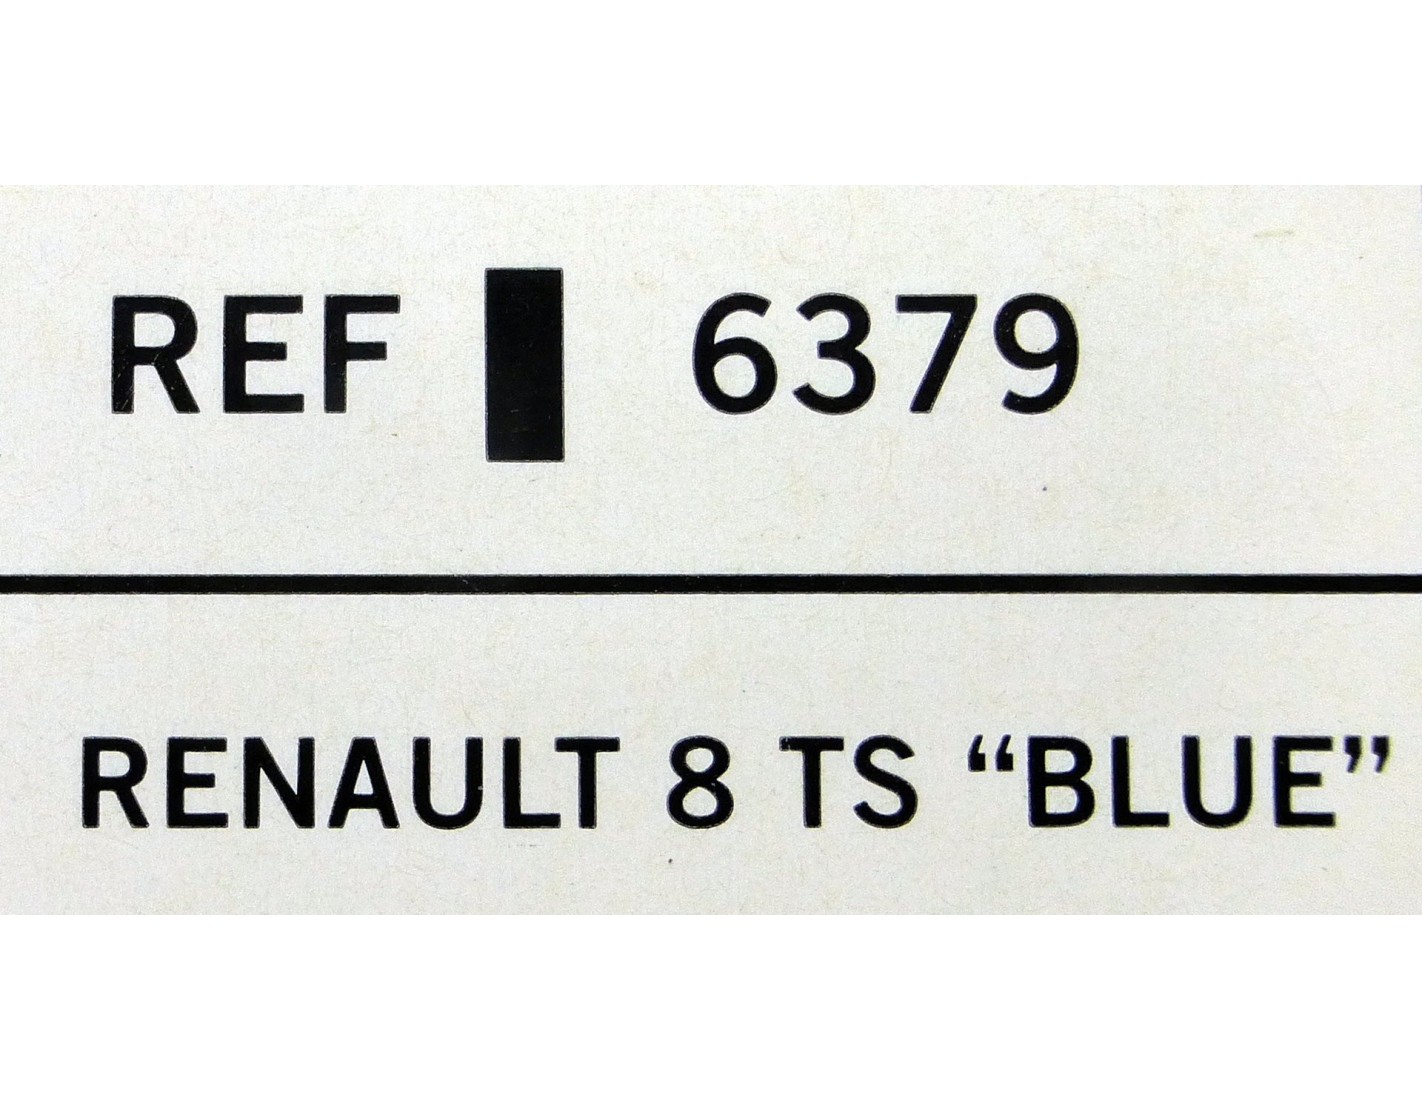 REF 6379
RENAULT 8 TS “BLUE”